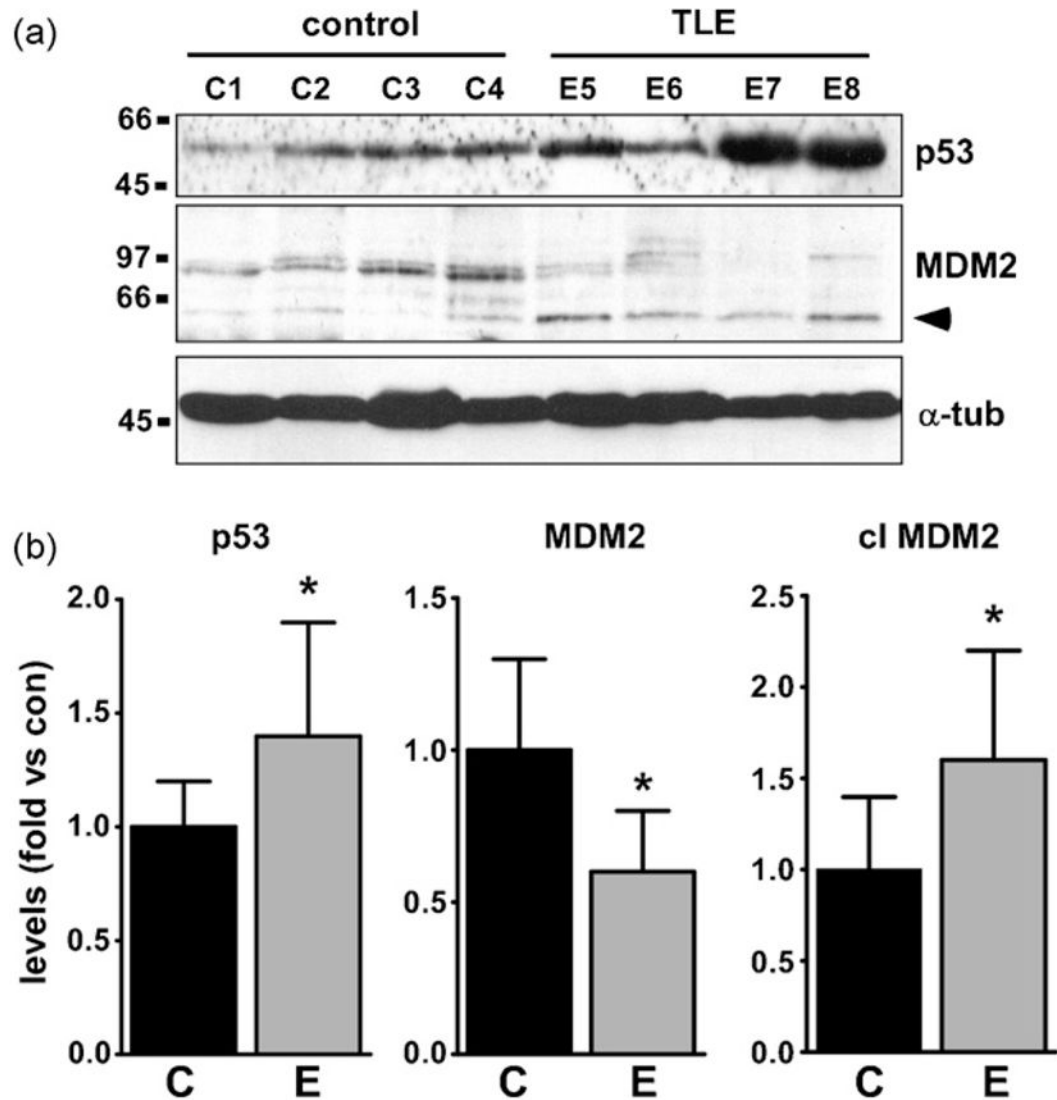 (a)
control TLE
C1 C2 C3 C4 E5 E6 E7 E8
66
p53
45
97
MDM2
66
45
α-tub
(b)
p53 MDM2 cl MDM2
levels (fold vs con)
2.0
1.5
1.0
0.5
0.0
*
C E
1.5
1.0
0.5
0.0
*
C E
2.5
2.0
1.5
1.0
0.5
0.0
*
C E